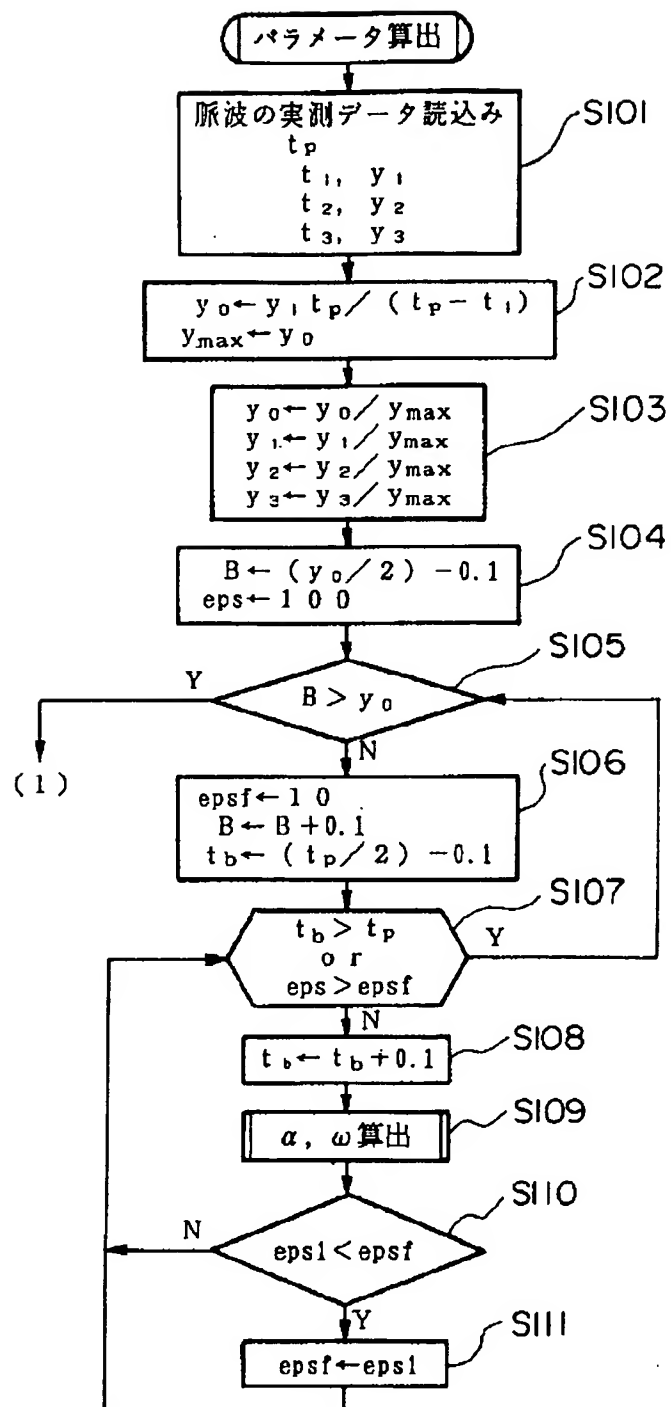 パラメータ算出
脈波の実測データ読込み
tp
t1, y1
t2, y2
t3, y3
S101
y0←y1tp/(tp-t1)
ymax←y0
S102
y0←y0/ymax
y1←y1/ymax
y2←y2/ymax
y3←y3/ymax
S103
B←(y0/2)-0.1
eps←100
S104
B>y0
S105
Y
N
(1)
epsf←10
B←B+0.1
tb←(tp/2)-0.1
S106
tb>tp
or
eps>epsf
S107
Y
N
tb←tb+0.1
S108
α, ω算出
S109
eps1<epsf
S110
N
Y
epsf←eps1
S111